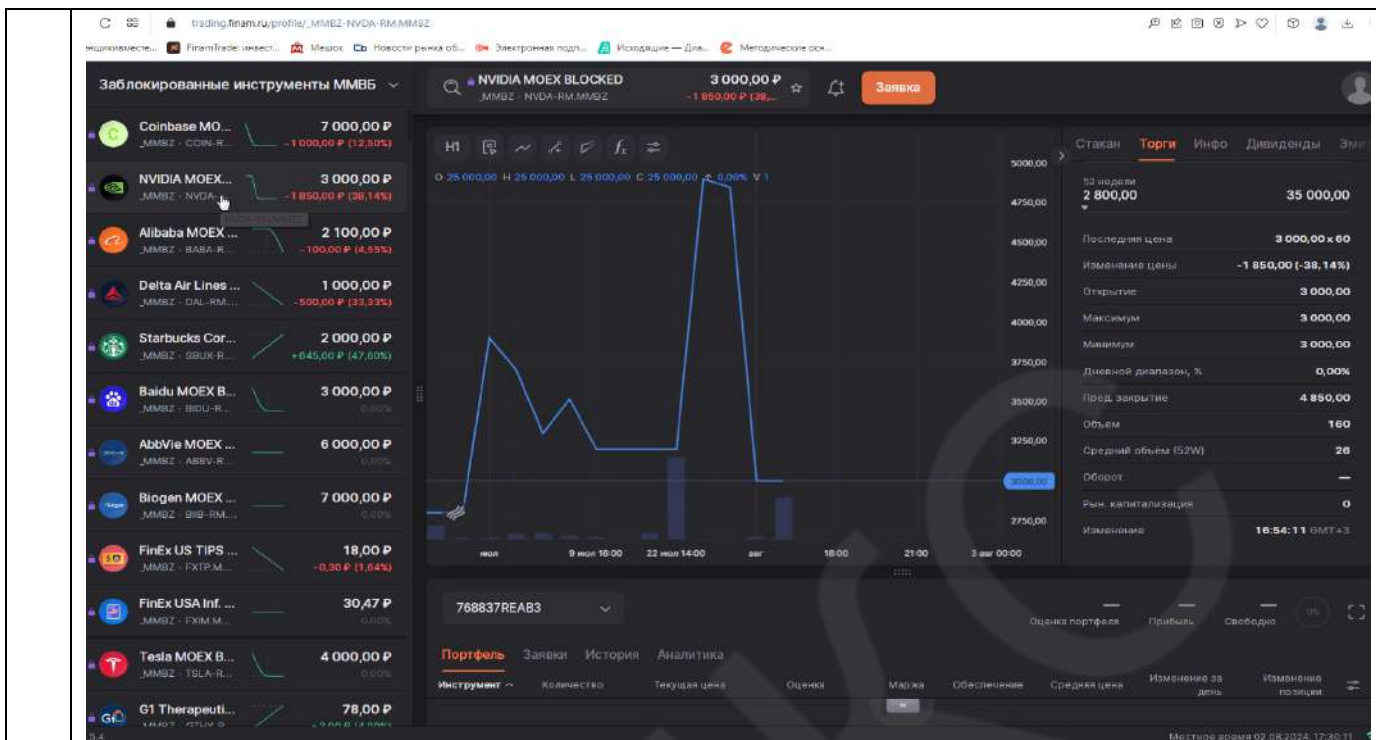 trading.finam.ru/profile/_MMBZ-NVDA-RM.MMBZ
FinamTrade: инвест... Мешок Новости рынка об... Электронная подп... Исходящие — Диа... Методические осн...
Заблокированные инструменты ММВБ
NVIDIA MOEX BLOCKED 3 000,00 ₽
_MMBZ · NVDA-RM.MMBZ -1 850,00 ₽ (38,...
Заявка
Coinbase MO... 7 000,00 ₽
_MMBZ · COIN-R... -1 000,00 ₽ (12,50%)
NVIDIA MOEX... 3 000,00 ₽
_MMBZ · NVDA- -1 850,00 ₽ (38,14%)
Alibaba MOEX ... 2 100,00 ₽
_MMBZ · BABA-R... -100,00 ₽ (4,55%)
Delta Air Lines ... 1 000,00 ₽
_MMBZ · DAL-RM.... -500,00 ₽ (33,33%)
Starbucks Cor... 2 000,00 ₽
_MMBZ · SBUX-R... +645,00 ₽ (47,60%)
Baidu MOEX B... 3 000,00 ₽
_MMBZ · BIDU-R... 0,00%
AbbVie MOEX ... 6 000,00 ₽
_MMBZ · ABBV-R... 0,00%
Biogen MOEX ... 7 000,00 ₽
_MMBZ · BIIB-RM.... 0,00%
FinEx US TIPS ... 18,00 ₽
_MMBZ · FXTP.M... -0,30 ₽ (1,64%)
FinEx USA Inf. ... 30,47 ₽
_MMBZ · FXIM.M... 0,00%
Tesla MOEX B... 4 000,00 ₽
_MMBZ · TSLA-R... 0,00%
G1 Therapeuti... 78,00 ₽
H1
O 25 000,00 H 25 000,00 L 25 000,00 C 25 000,00 0,00% V 1
5000,00
4750,00
4500,00
4250,00
4000,00
3750,00
3500,00
3250,00
3000,00
2750,00
июл 9 июл 16:00 22 июл 14:00 авг 18:00 21:00 3 авг 00:00
Стакан Торги Инфо Дивиденды Эми
52 недели
2 800,00 35 000,00
Последняя цена 3 000,00 x 60
Изменение цены -1 850,00 (-38,14%)
Открытие 3 000,00
Максимум 3 000,00
Минимум 3 000,00
Дневной диапазон, % 0,00%
Пред. закрытие 4 850,00
Объем 160
Средний объем (52W) 26
Оборот —
Рын. капитализация 0
Изменение 16:54:11 GMT+3
768837REAB3
Оценка портфеля Прибыль Свободно 0%
Портфель Заявки История Аналитика
Инструмент Количество Текущая цена Оценка Маржа Обеспечение Средняя цена Изменение за день Изменение позиции
5.4
Местное время 02.08.2024, 17:30:11